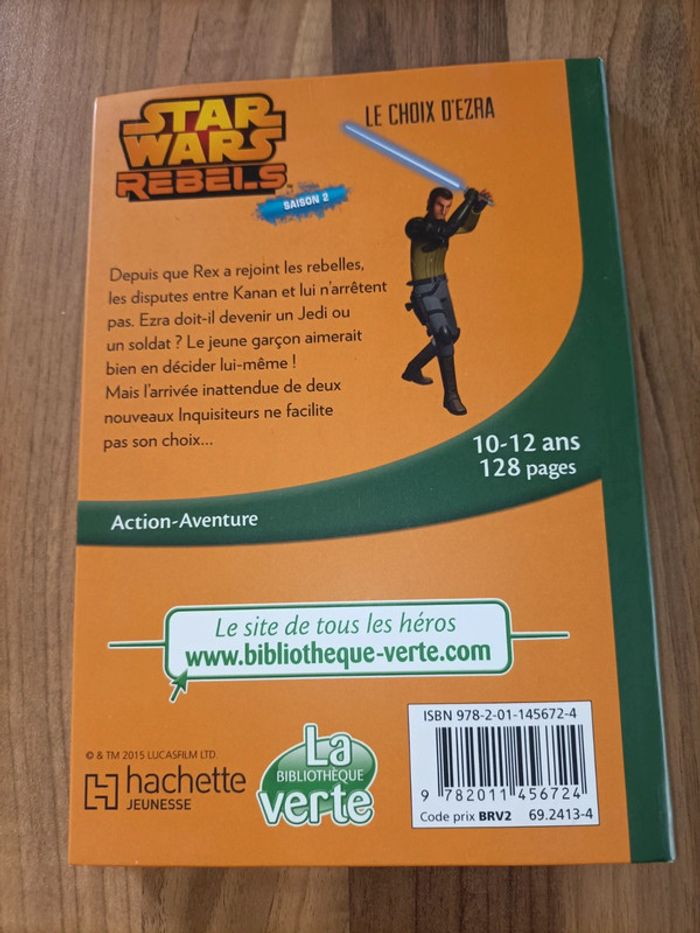 STAR
WARS
REBELS™
SAISON 2
LE CHOIX D'EZRA
Depuis que Rex a rejoint les rebelles,
les disputes entre Kanan et lui n'arrêtent
pas. Ezra doit-il devenir un Jedi ou
un soldat ? Le jeune garçon aimerait
bien en décider lui-même !
Mais l'arrivée inattendue de deux
nouveaux Inquisiteurs ne facilite
pas son choix...
10-12 ans
128 pages
Action-Aventure
Le site de tous les héros
www.bibliotheque-verte.com
© & TM 2015 LUCASFILM LTD.
hachette
JEUNESSE
La
BIBLIOTHÈQUE
verte
ISBN 978-2-01-145672-4
9 782011 456724
Code prix BRV2 69.2413-4